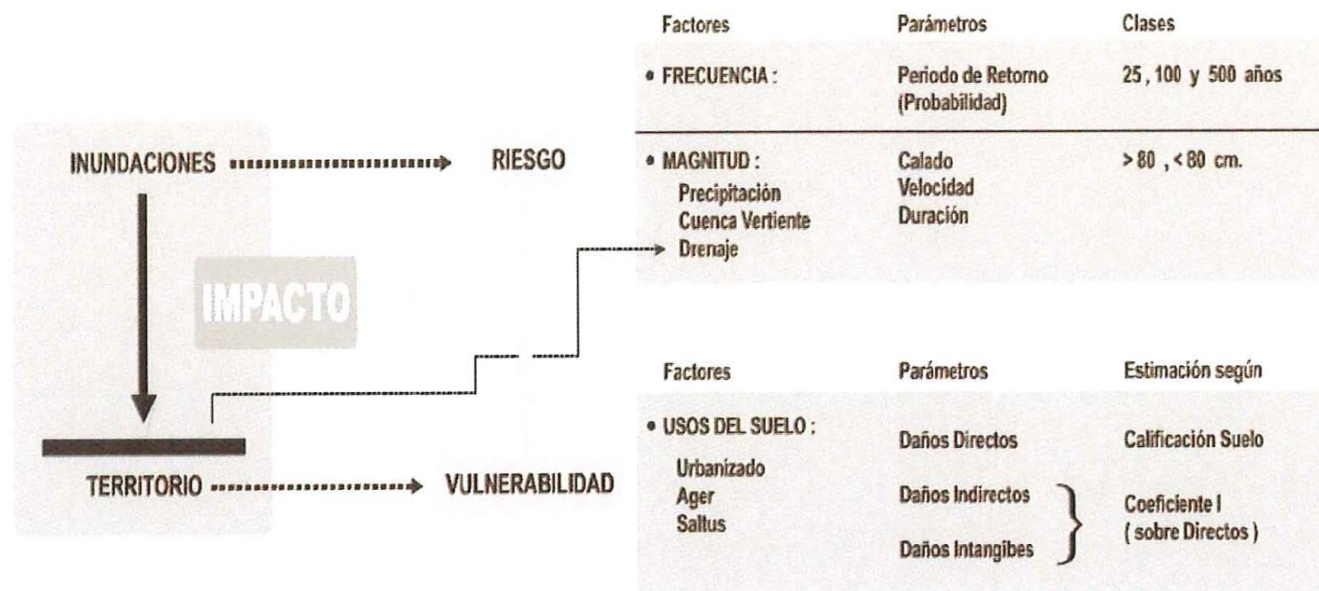 Factores Parámetros Clases
• FRECUENCIA : Periodo de Retorno 25 , 100 y 500 años
(Probabilidad)
INUNDACIONES RIESGO
• MAGNITUD : Calado > 80 , < 80 cm.
Precipitación Velocidad
Cuenca Vertiente Duración
Drenaje
IMPACTO
Factores Parámetros Estimación según
• USOS DEL SUELO : Daños Directos Calificación Suelo
Urbanizado
TERRITORIO VULNERABILIDAD
Ager Daños Indirectos Coeficiente I
Saltus ( sobre Directos )
Daños Intangibes